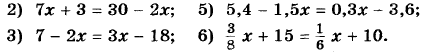 2) 7x + 3 = 30 − 2x; 5) 5,4 − 1,5x = 0,3x − 3,6;
3) 7 − 2x = 3x − 18; 6) 3/8 x + 15 = 1/6 x + 10.